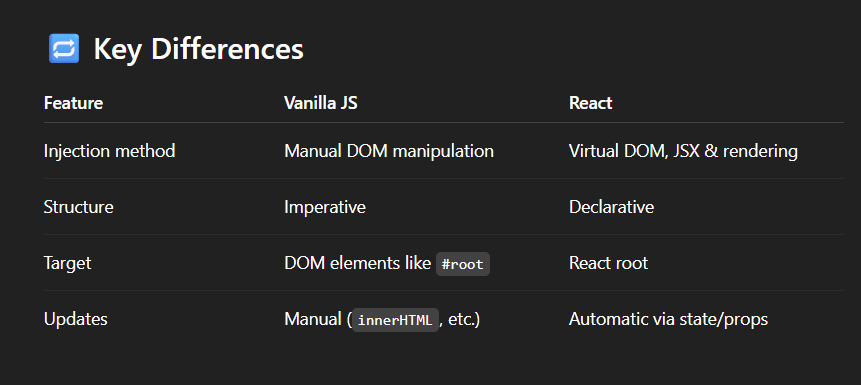 🔁 Key Differences
Feature Vanilla JS React
Injection method Manual DOM manipulation Virtual DOM, JSX & rendering
Structure Imperative Declarative
Target DOM elements like #root React root
Updates Manual (innerHTML, etc.) Automatic via state/props